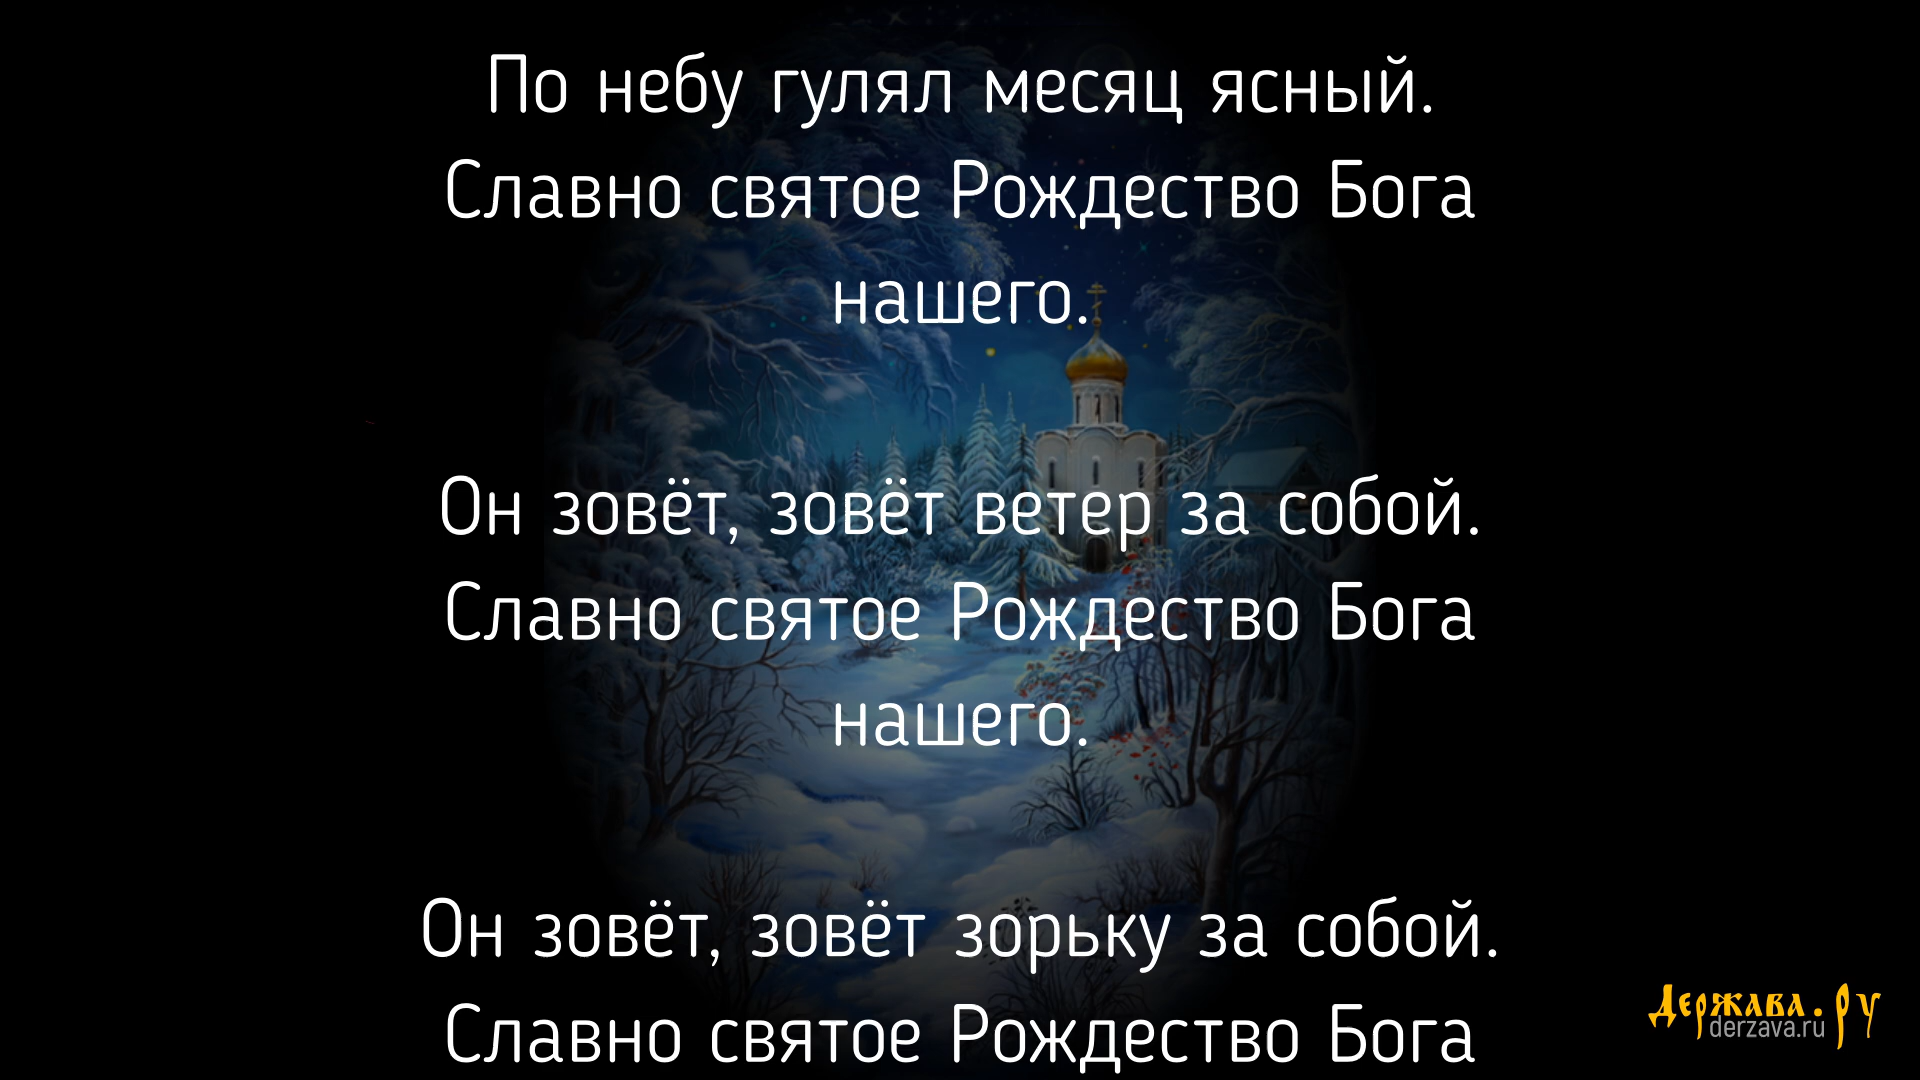 По небу гулял месяц ясный.
Славно святое Рождество Бога
нашего.
Он зовёт, зовёт ветер за собой.
Славно святое Рождество Бога
нашего.
Он зовёт, зовёт зорьку за собой.
Славно святое Рождество Бога
Держава.ру
derzava.ru